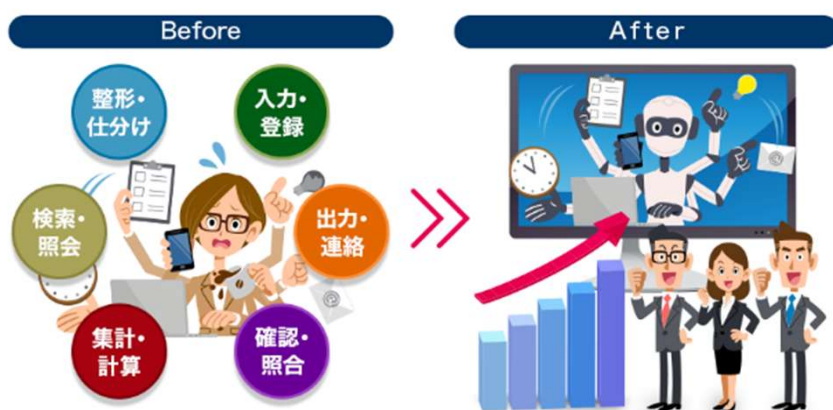 Before
After
整形・
仕分け
入力・
登録
検索・
照会
出力・
連絡
集計・
計算
確認・
照合
@
@